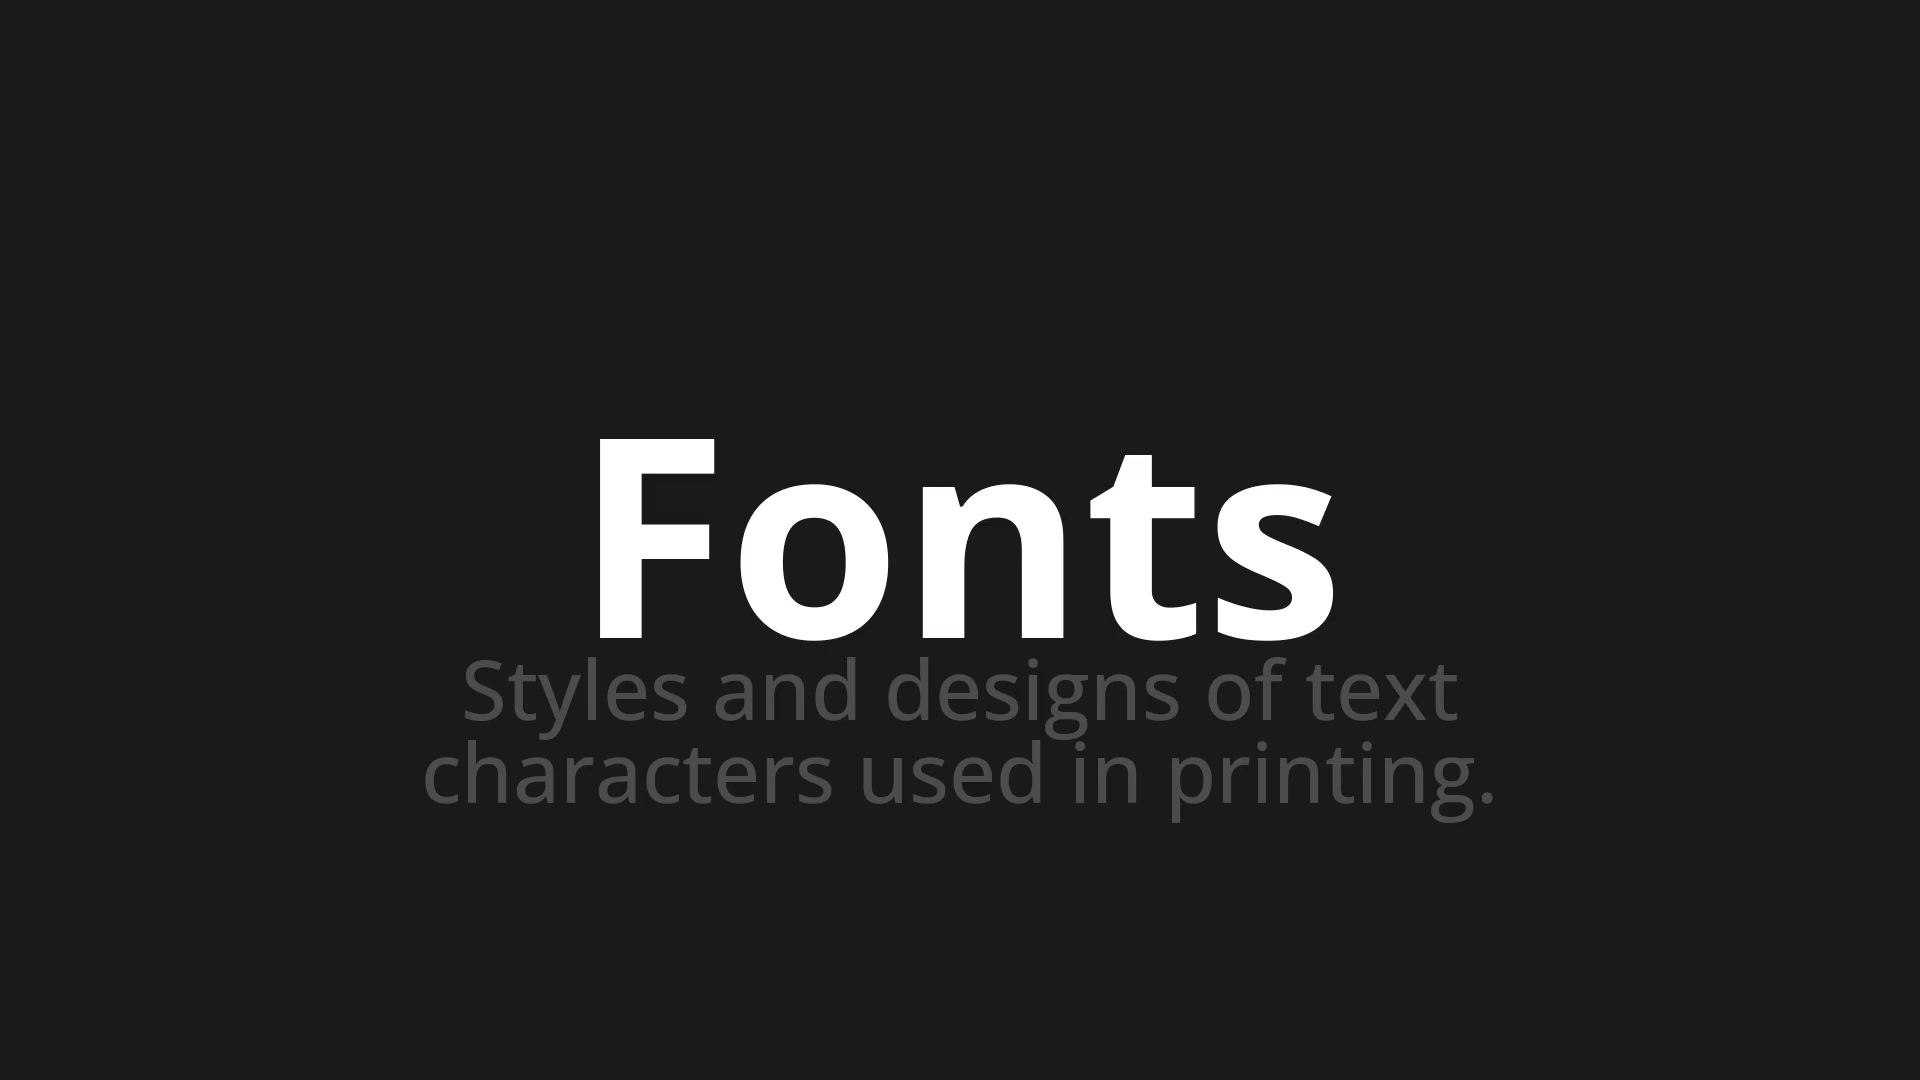 Fonts
Styles and designs of text
characters used in printing.